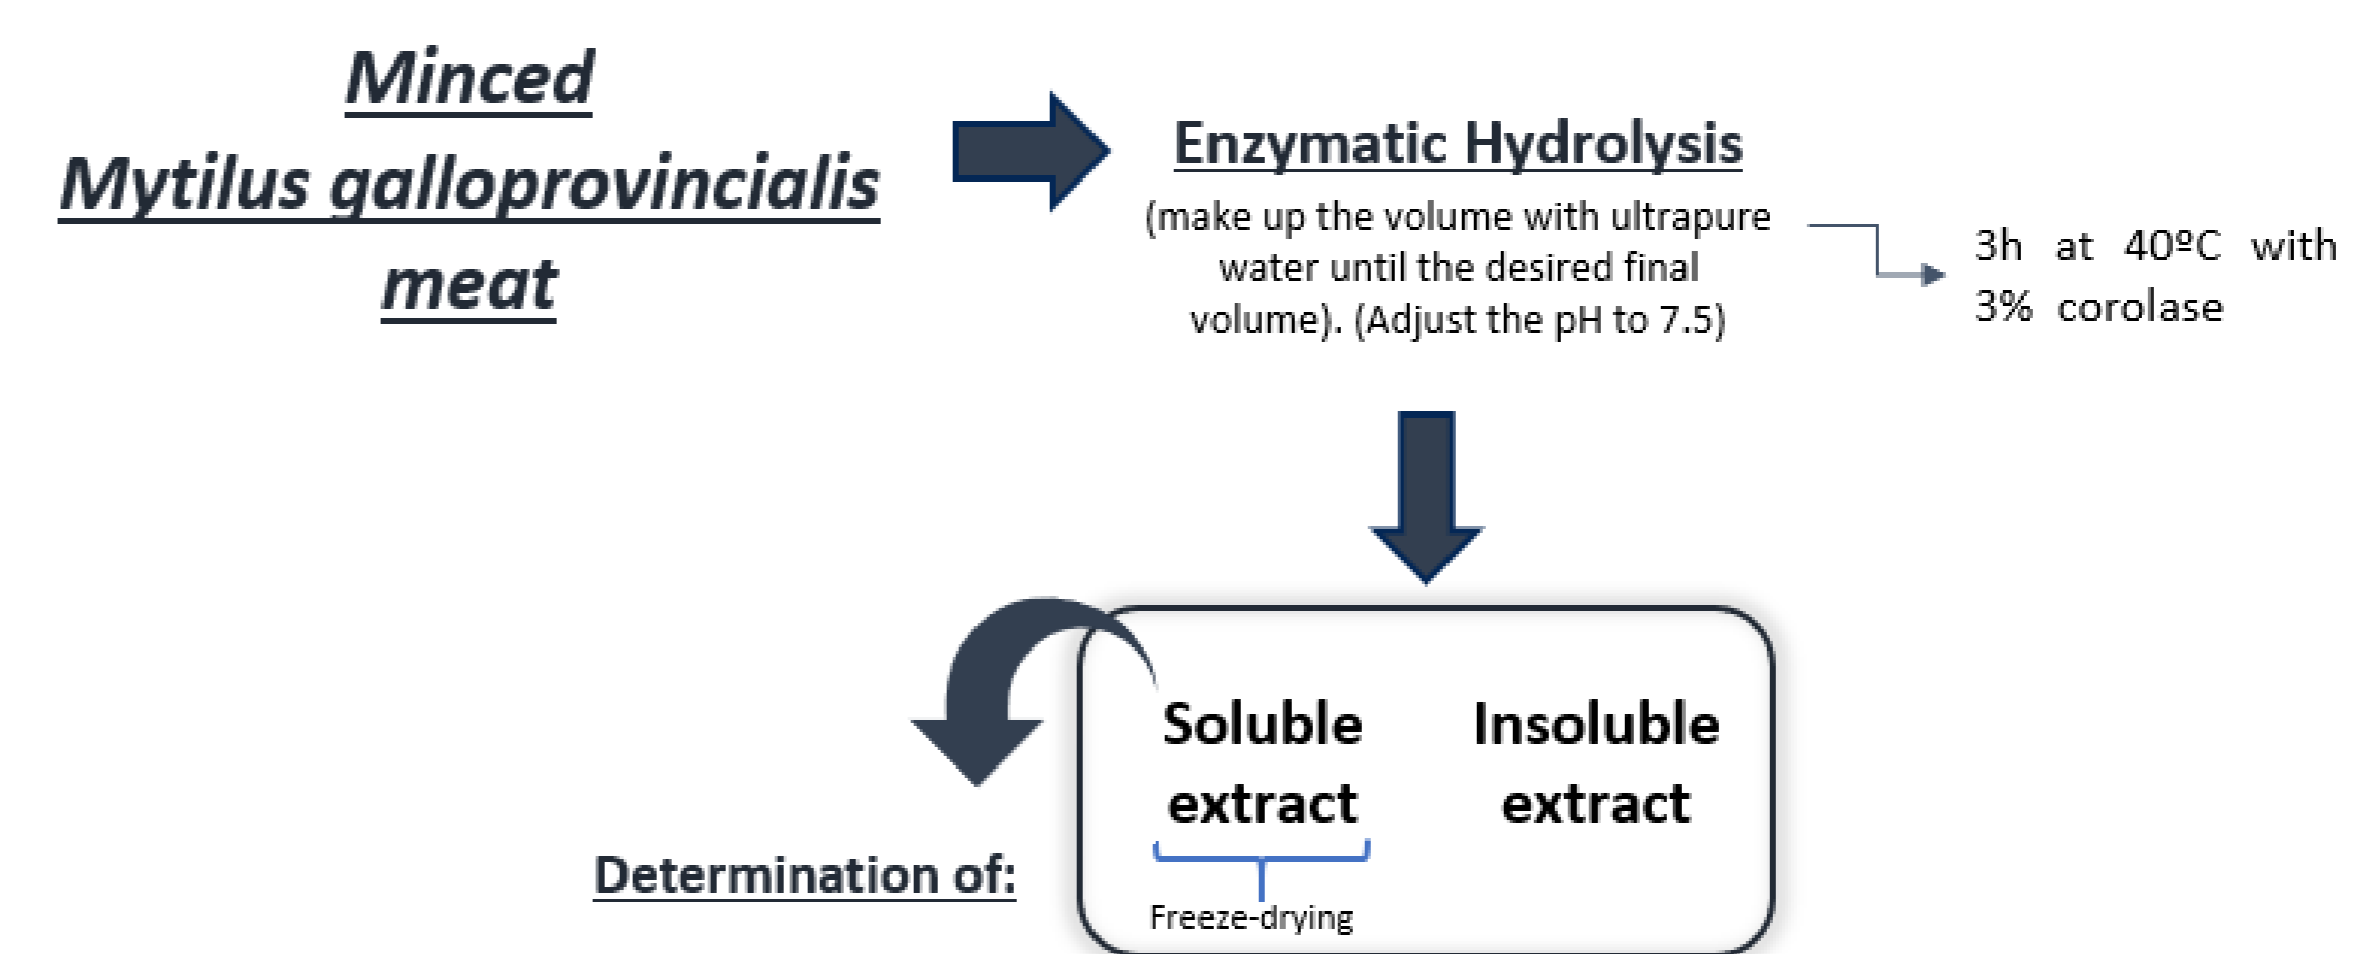 Minced
Mytilus galloprovincialis
meat
Enzymatic Hydrolysis
(make up the volume with ultrapure
water until the desired final
volume). (Adjust the pH to 7.5)
3h at 40ºC with
3% corolase
Soluble
extract
Insoluble
extract
Freeze-drying
Determination of: